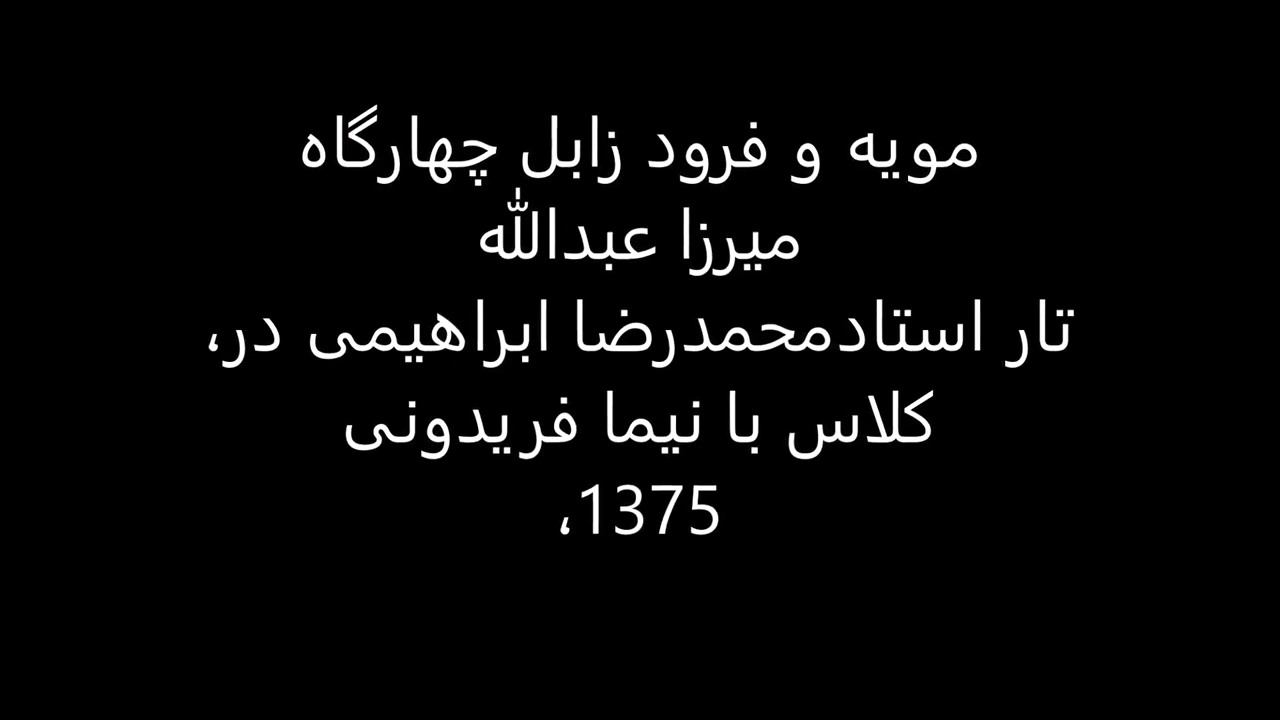 مویه و فرود زابل چهارگاه
میرزا عبدالله
تار استادمحمدرضا ابراهیمی در،
کلاس با نیما فریدونی
1375،